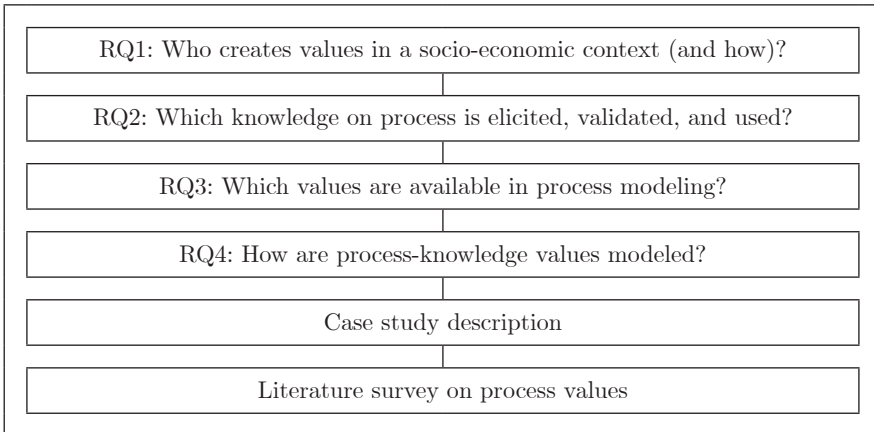 RQ1: Who creates values in a socio-economic context (and how)?
RQ2: Which knowledge on process is elicited, validated, and used?
RQ3: Which values are available in process modeling?
RQ4: How are process-knowledge values modeled?
Case study description
Literature survey on process values